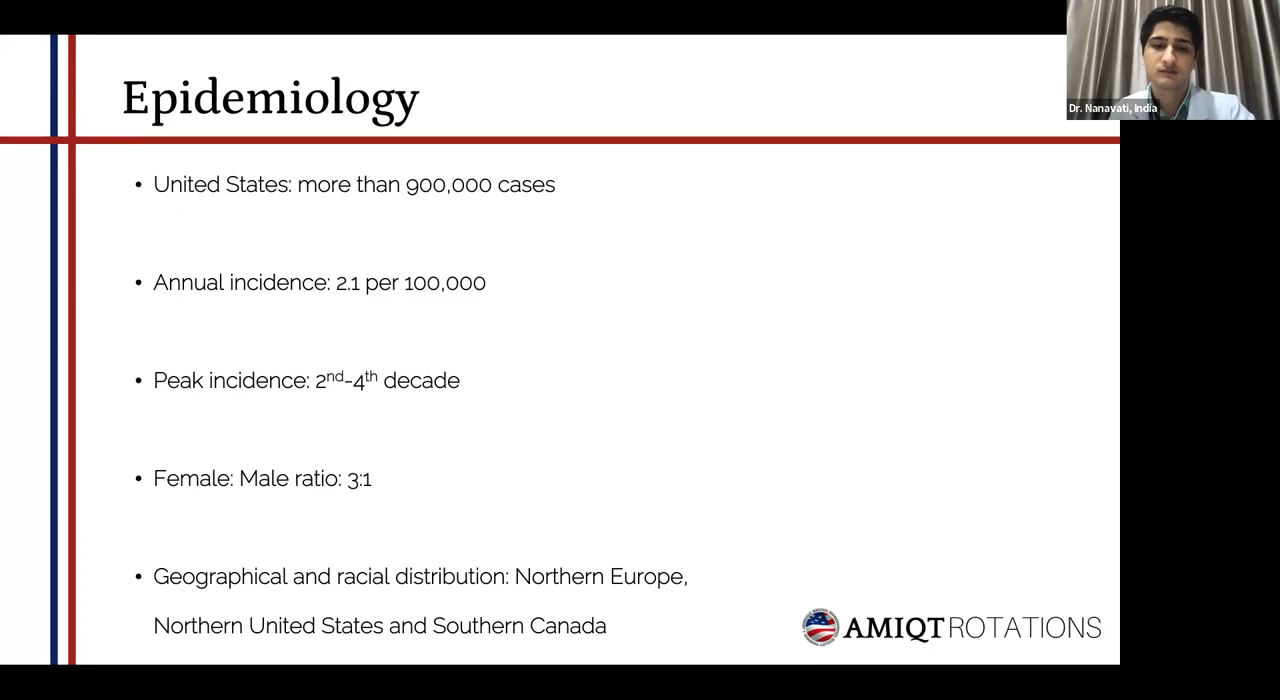 Epidemiology
Dr. Nanavati, India
• United States: more than 900,000 cases
• Annual incidence: 2.1 per 100,000
• Peak incidence: 2nd-4th decade
• Female: Male ratio: 3:1
• Geographical and racial distribution: Northern Europe,
Northern United States and Southern Canada
AMIQT ROTATIONS